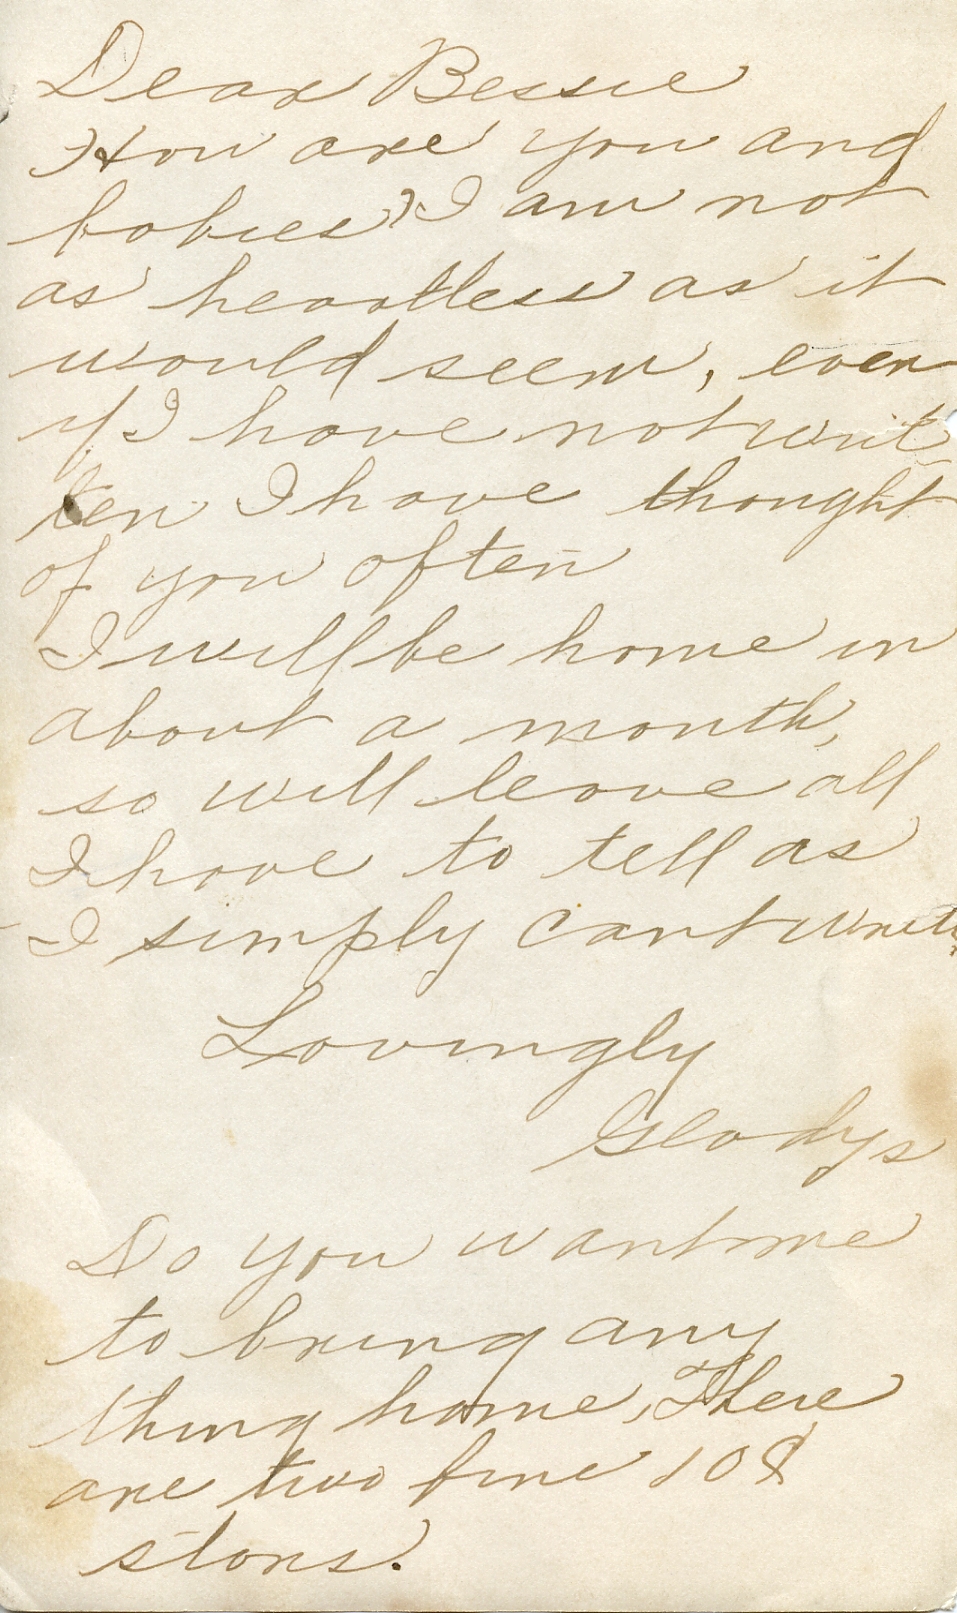 Dear Bessie
How are you and
babies? I am not
as heartless as it
would seem, even
if I have not writ-
ten I have thought
of you often
I will be home in
about a month,
so will leave all
I have to tell as
I simply cant write.
Lovingly
Gladys
Do you want me
to bring any
thing home, There
are two fine 10¢
stors.